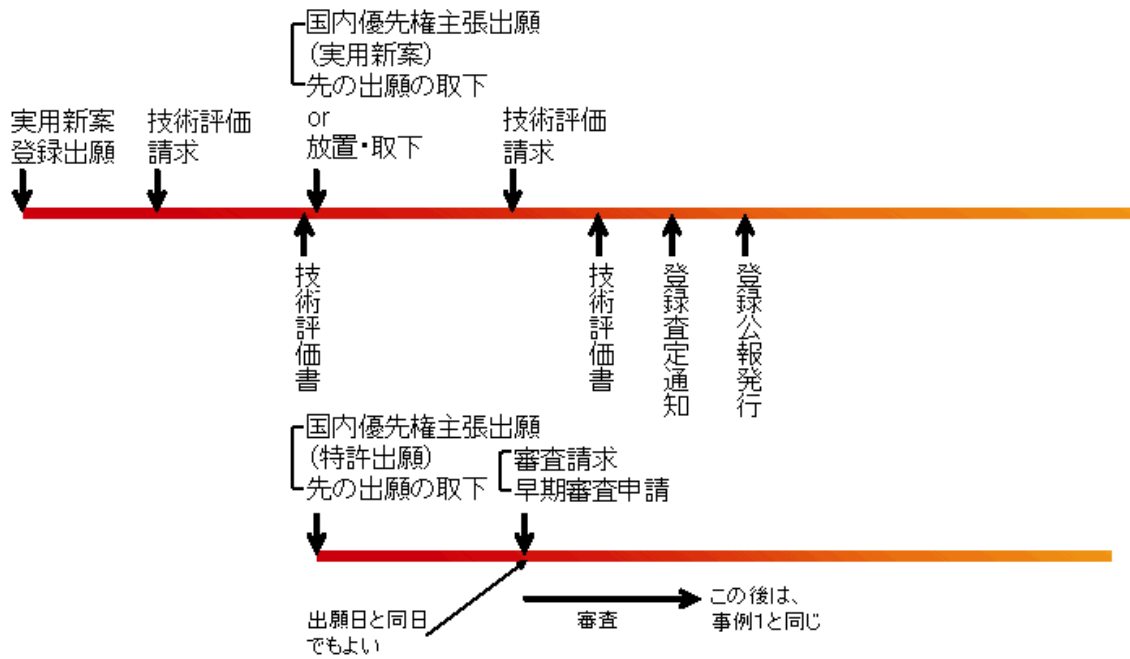 国内優先権主張出願
(実用新案)
先の出願の取下
or
放置・取下
実用新案
登録出願
技術評価
請求
技術評価
請求
技術評価書
技術評価書
登録査定通知
登録公報発行
国内優先権主張出願
(特許出願)
先の出願の取下
審査請求
早期審査申請
出願日と同日
でもよい
審査
この後は、
事例1と同じ